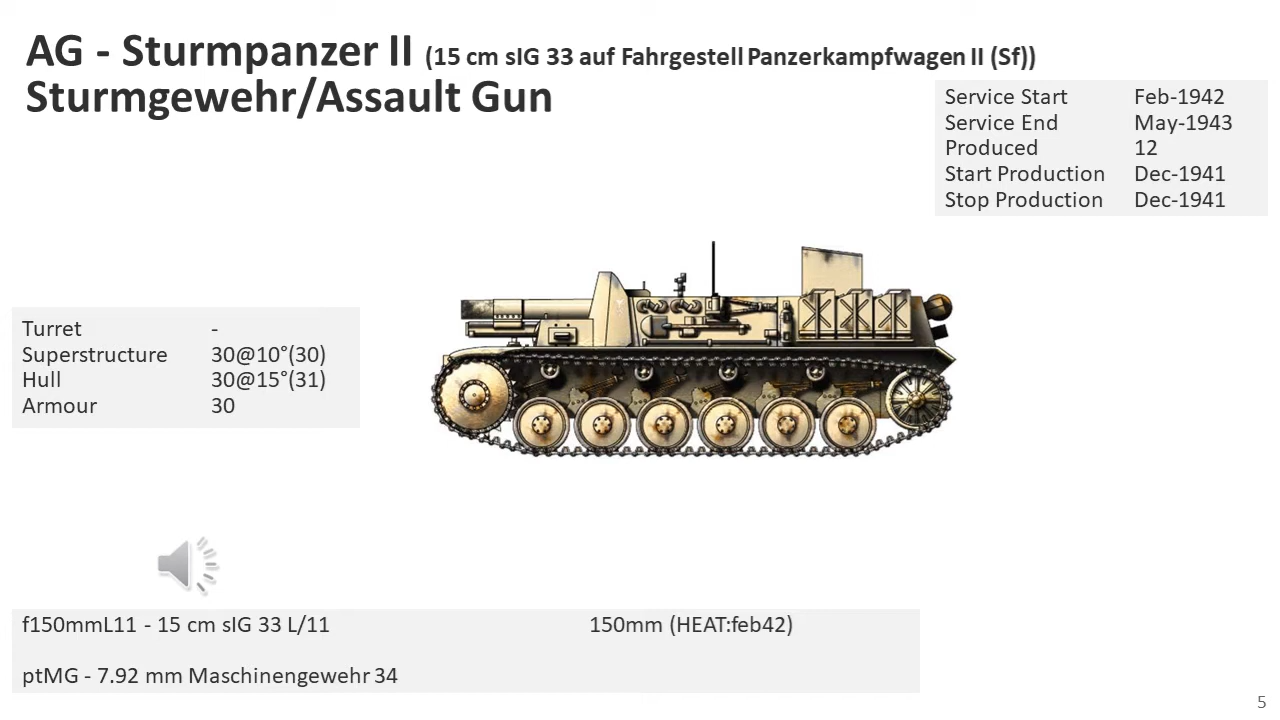 AG - Sturmpanzer II (15 cm sIG 33 auf Fahrgestell Panzerkampfwagen II (Sf))
Sturmgewehr/Assault Gun
Service Start Feb-1942
Service End May-1943
Produced 12
Start Production Dec-1941
Stop Production Dec-1941
Turret -
Superstructure 30@10°(30)
Hull 30@15°(31)
Armour 30
f150mmL11 - 15 cm sIG 33 L/11 150mm (HEAT:feb42)
ptMG - 7.92 mm Maschinengewehr 34
5